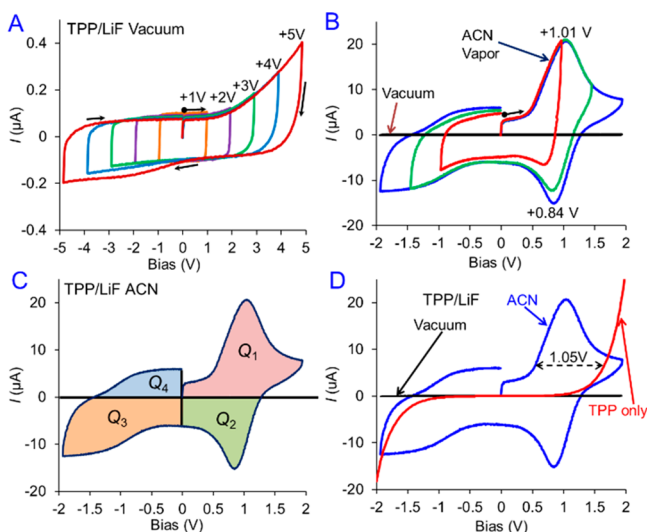 A
TPP/LiF Vacuum
+5V
+4V
+3V
+2V
+1V
0.4
0.2
0
-0.2
-0.4
I (µA)
-5 -4 -3 -2 -1 0 1 2 3 4 5
Bias (V)
B
+1.01 V
ACN
Vapor
Vacuum
+0.84 V
20
10
0
-10
-20
I (µA)
-2 -1.5 -1 -0.5 0 0.5 1 1.5 2
Bias (V)
C
TPP/LiF ACN
Q1
Q2
Q3
Q4
20
10
0
-10
-20
I (µA)
-2 -1.5 -1 -0.5 0 0.5 1 1.5 2
Bias (V)
D
TPP/LiF
Vacuum
ACN
1.05V
TPP only
20
10
0
-10
-20
I (µA)
-2 -1.5 -1 -0.5 0 0.5 1 1.5 2
Bias (V)